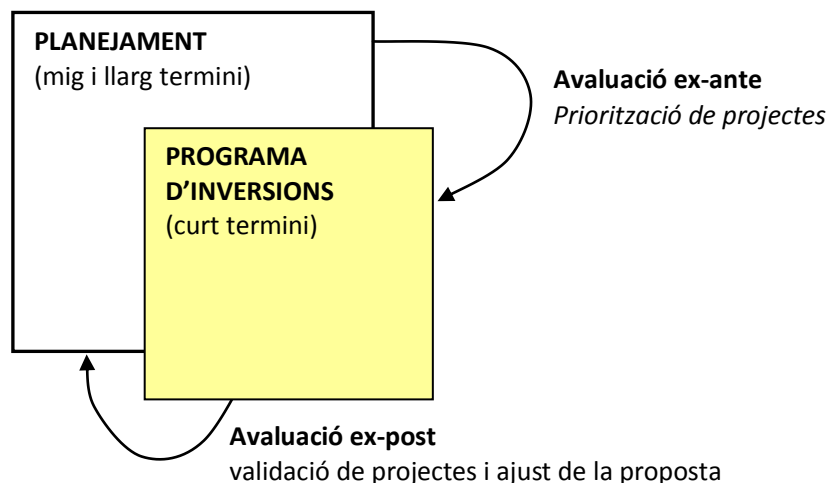 PLANEJAMENT
(mig i llarg termini)
Avaluació ex-ante
Priorització de projectes
PROGRAMA
D'INVERSIONS
(curt termini)
Avaluació ex-post
validació de projectes i ajust de la proposta